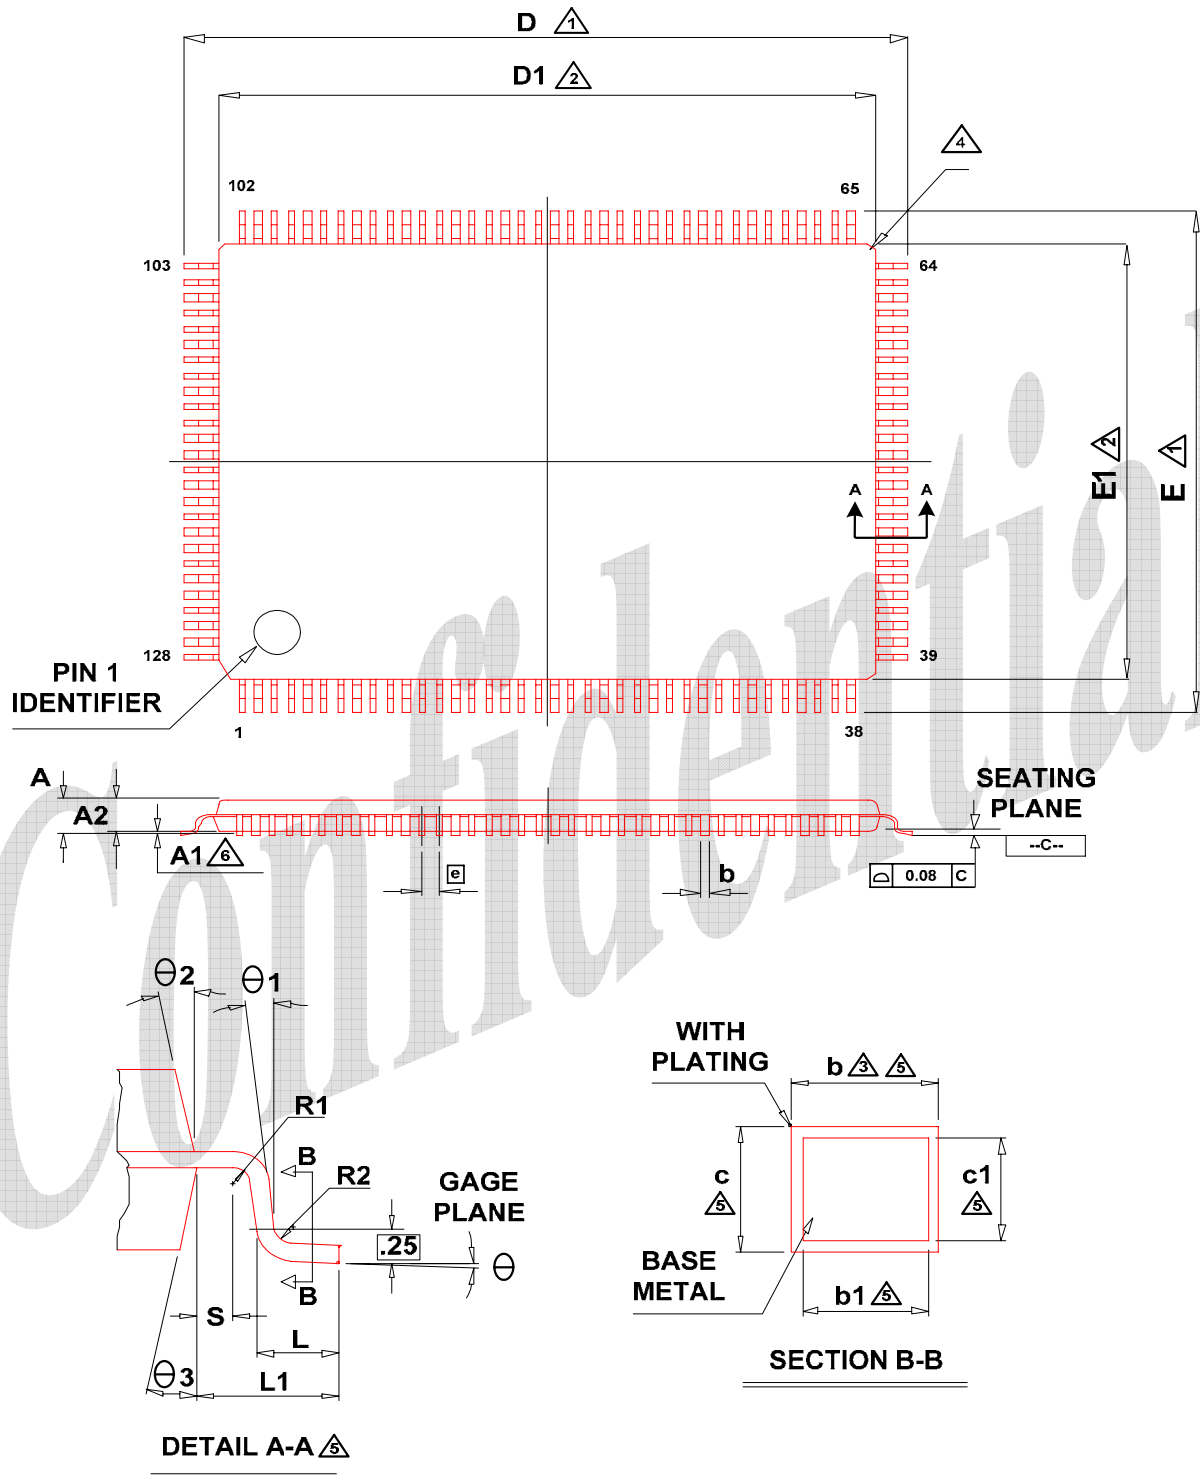 D 1
D1 2
4
102
65
103
64
E1 2
E 1
A A
128
39
PIN 1
IDENTIFIER
1
38
A
A2
A1 6
e
b
SEATING
PLANE
--C--
0.08 C
Confidential
Θ2
Θ1
R1
B
R2
GAGE
PLANE
.25
Θ
B
S
L
Θ3
L1
DETAIL A-A 5
WITH
PLATING
b 3 5
c
5
c1
5
BASE
METAL
b1 5
SECTION B-B